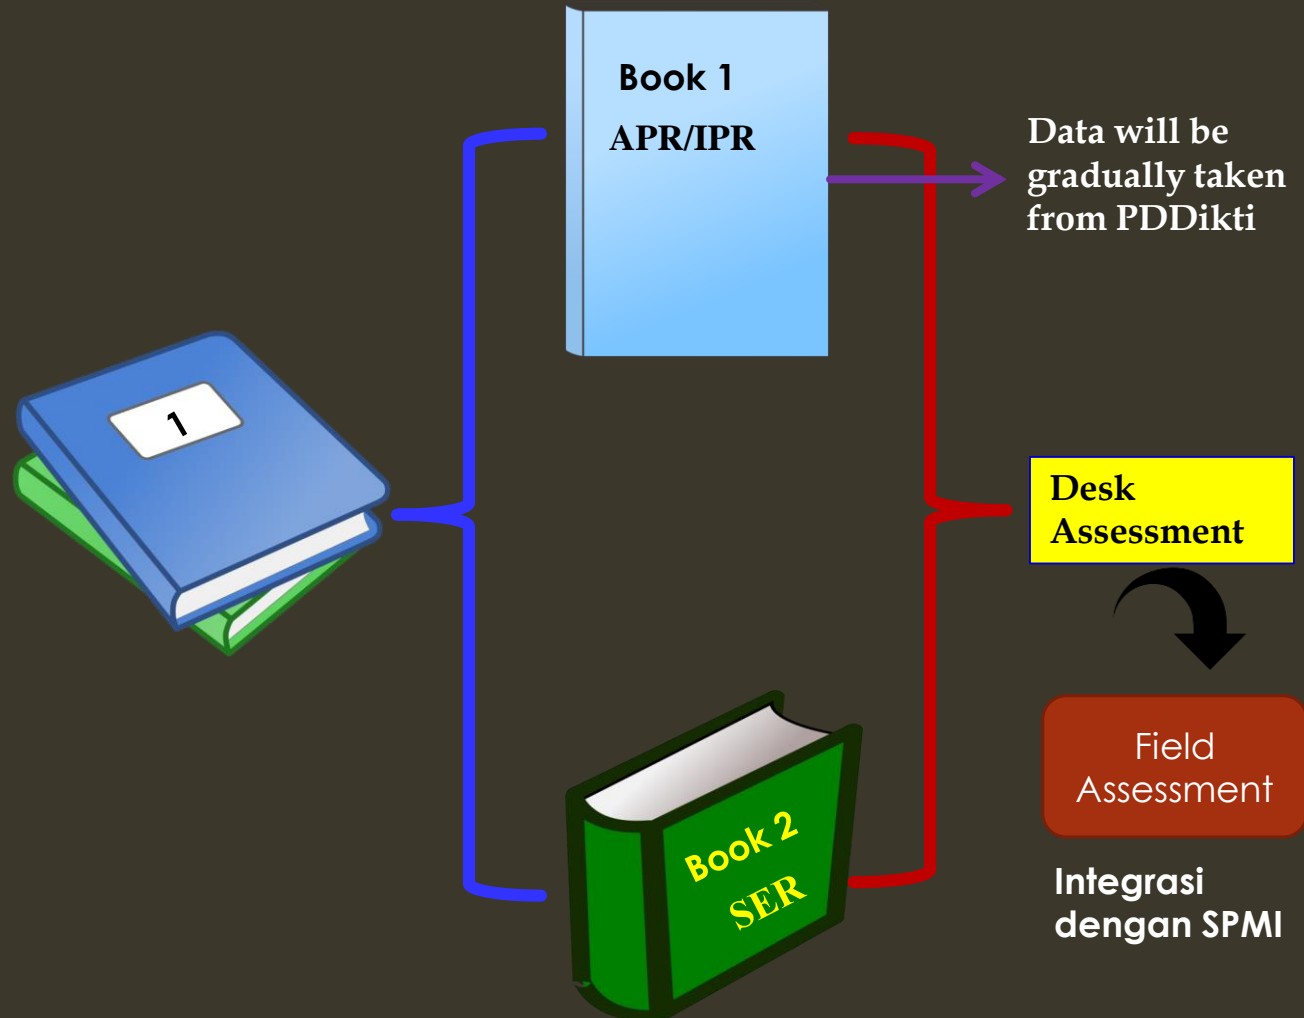 Book 1
APR/IPR
Data will be
gradually taken
from PDDikti
1
Desk
Assessment
Field
Assessment
Book 2
SER
Integrasi
dengan SPMI